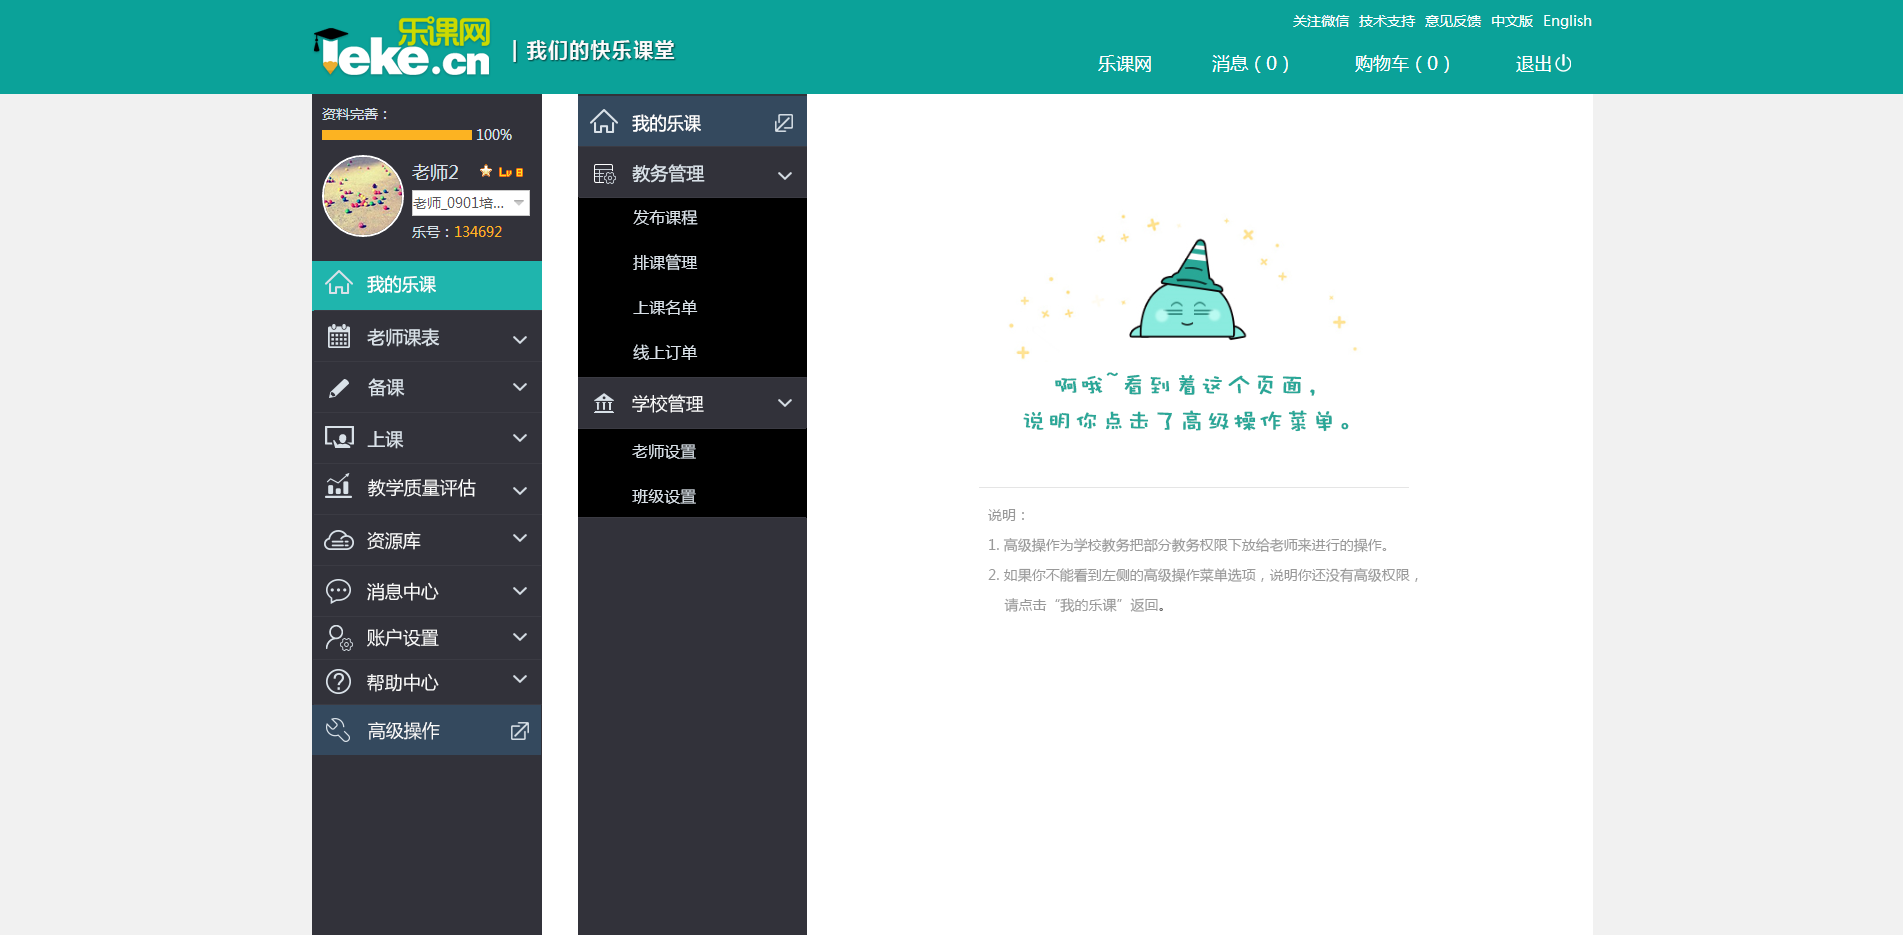 关注微信 技术支持 意见反馈 中文版 English
乐课网
leke.cn
我们的快乐课堂
乐课网 消息(0) 购物车(0) 退出
资料完善：
100%
老师2 Lv 8
老师_0901培...
乐号：134692
我的乐课
老师课表
备课
上课
教学质量评估
资源库
消息中心
账户设置
帮助中心
高级操作
我的乐课
教务管理
发布课程
排课管理
上课名单
线上订单
学校管理
老师设置
班级设置
啊哦~看到着这个页面，
说明你点击了高级操作菜单。
说明：
1. 高级操作为学校教务把部分教务权限下放给老师来进行的操作。
2. 如果你不能看到左侧的高级操作菜单选项，说明你还没有高级权限，
请点击“我的乐课”返回。